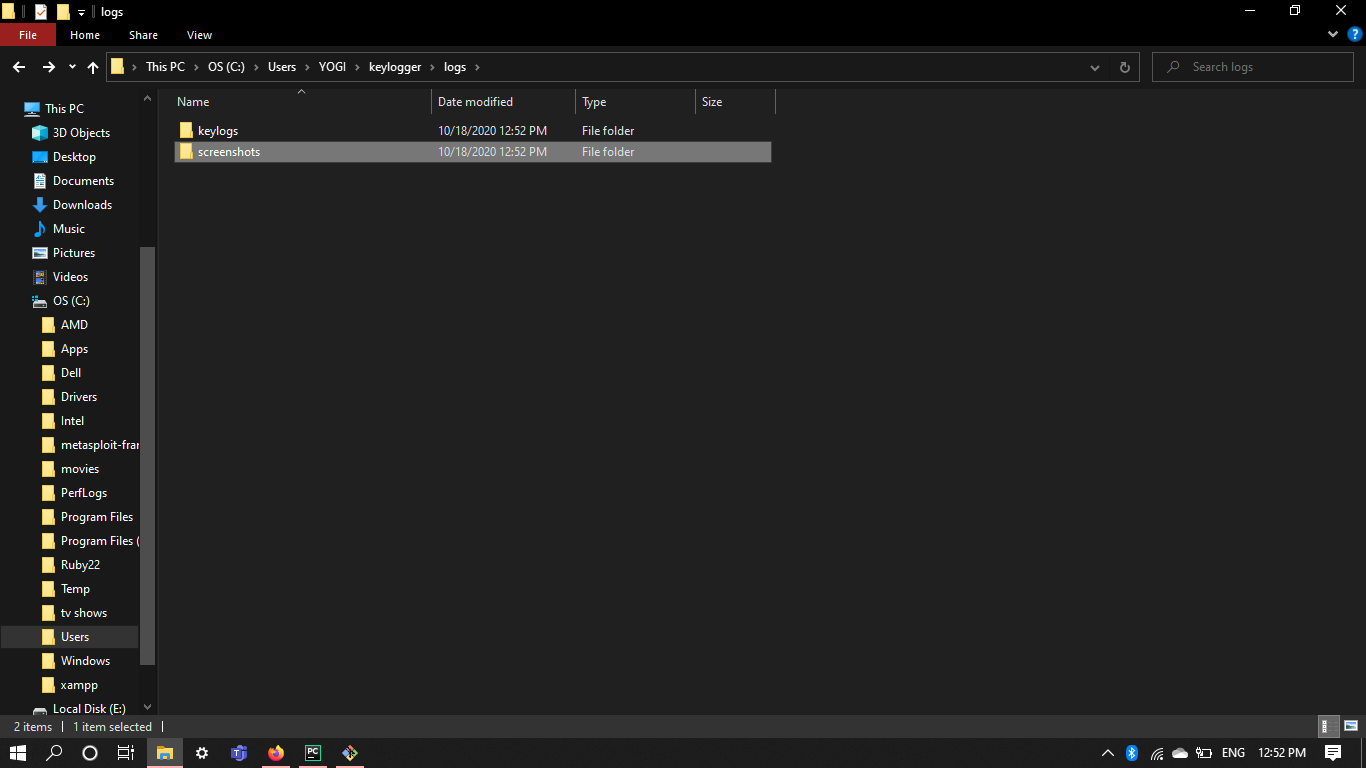 logs
File Home Share View
This PC OS (C:) Users YOGI keylogger logs
Search logs
Name Date modified Type Size
keylogs 10/18/2020 12:52 PM File folder
screenshots 10/18/2020 12:52 PM File folder
This PC
3D Objects
Desktop
Documents
Downloads
Music
Pictures
Videos
OS (C:)
AMD
Apps
Dell
Drivers
Intel
metasploit-fran
movies
PerfLogs
Program Files
Program Files (
Ruby22
Temp
tv shows
Users
Windows
xampp
Local Disk (E:)
2 items 1 item selected
PC
ENG 12:52 PM